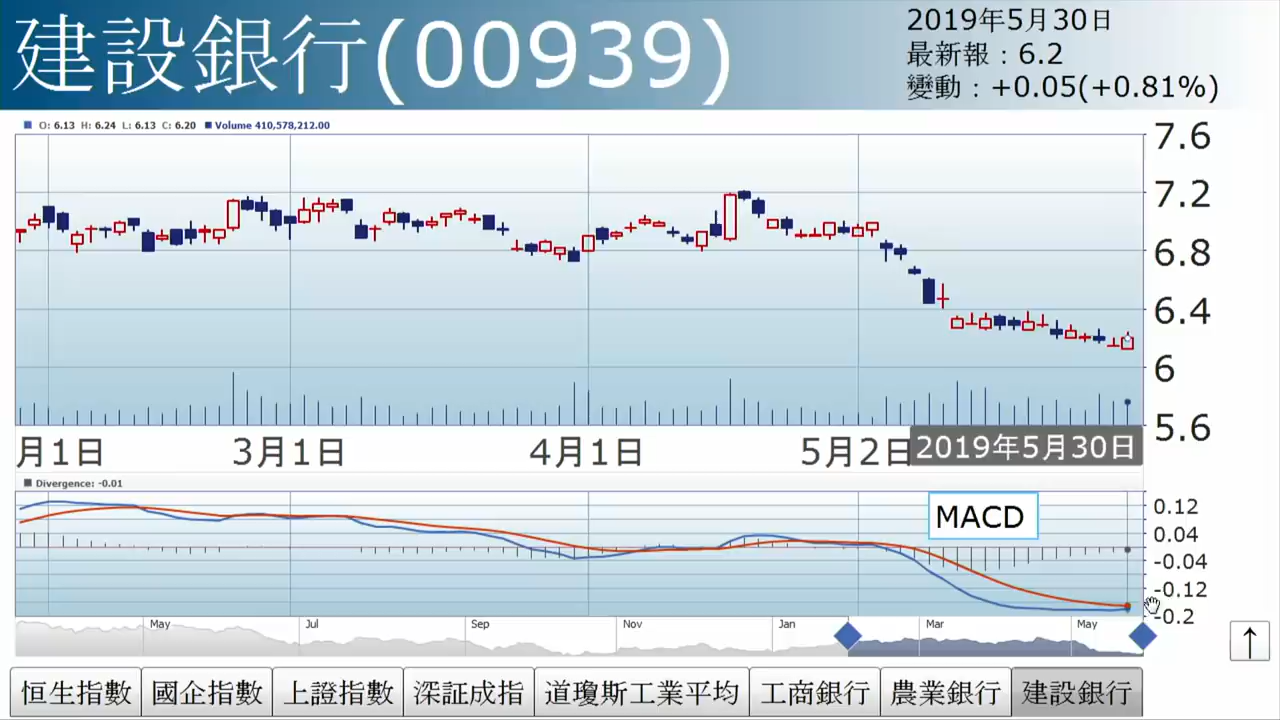 建設銀行(00939)
2019年5月30日
最新報：6.2
變動：+0.05(+0.81%)
O: 6.13 H: 6.24 L: 6.13 C: 6.20 Volume 410,578,212.00
7.6
7.2
6.8
6.4
6
5.6
月1日 3月1日 4月1日 5月2日 2019年5月30日
Divergence: -0.01
MACD
0.12
0.04
-0.04
-0.12
-0.2
May Jul Sep Nov Jan Mar May
↑
恒生指數 國企指數 上證指數 深証成指 道瓊斯工業平均 工商銀行 農業銀行 建設銀行